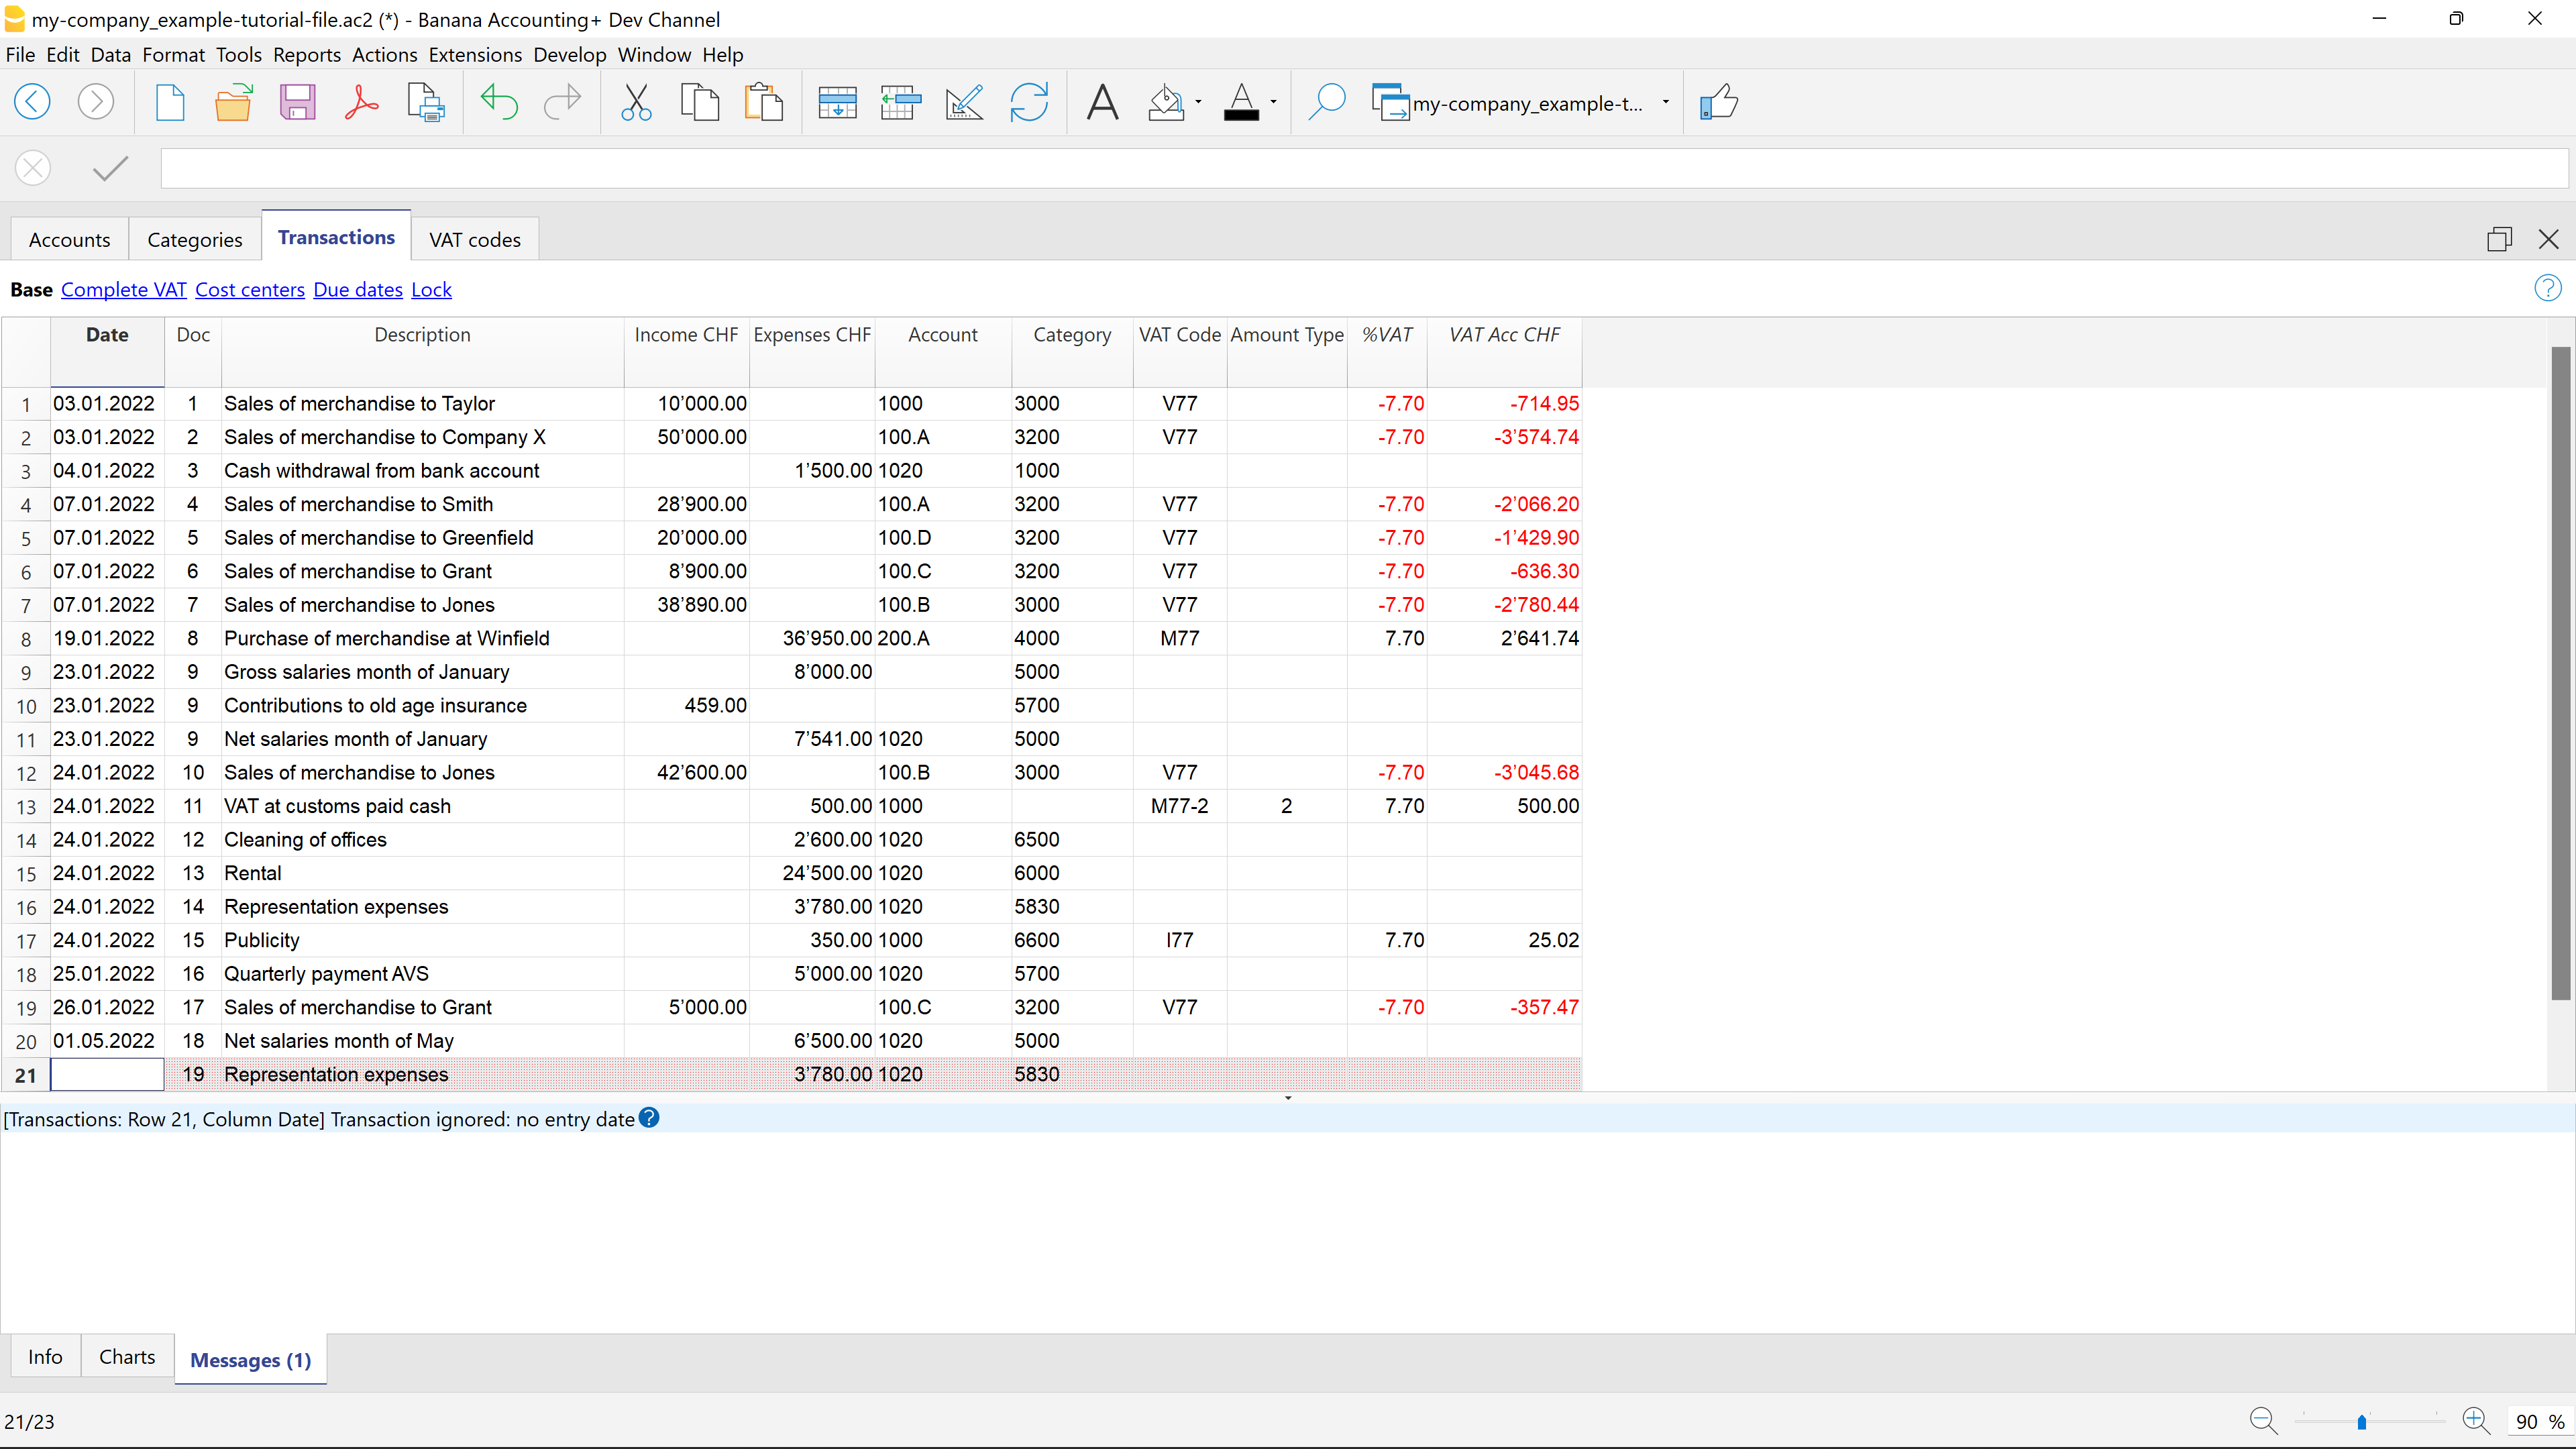 my-company_example-tutorial-file.ac2 (*) - Banana Accounting+ Dev Channel
File Edit Data Format Tools Reports Actions Extensions Develop Window Help
my-company_example-t...
Accounts Categories Transactions VAT codes
Base Complete VAT Cost centers Due dates Lock
Date Doc Description Income CHF Expenses CHF Account Category VAT Code Amount Type %VAT VAT Acc CHF
1 03.01.2022 1 Sales of merchandise to Taylor 10’000.00 1000 3000 V77 -7.70 -714.95
2 03.01.2022 2 Sales of merchandise to Company X 50’000.00 100.A 3200 V77 -7.70 -3’574.74
3 04.01.2022 3 Cash withdrawal from bank account 1’500.00 1020 1000
4 07.01.2022 4 Sales of merchandise to Smith 28’900.00 100.A 3200 V77 -7.70 -2’066.20
5 07.01.2022 5 Sales of merchandise to Greenfield 20’000.00 100.D 3200 V77 -7.70 -1’429.90
6 07.01.2022 6 Sales of merchandise to Grant 8’900.00 100.C 3200 V77 -7.70 -636.30
7 07.01.2022 7 Sales of merchandise to Jones 38’890.00 100.B 3000 V77 -7.70 -2’780.44
8 19.01.2022 8 Purchase of merchandise at Winfield 36’950.00 200.A 4000 M77 7.70 2’641.74
9 23.01.2022 9 Gross salaries month of January 8’000.00 5000
10 23.01.2022 9 Contributions to old age insurance 459.00 5700
11 23.01.2022 9 Net salaries month of January 7’541.00 1020 5000
12 24.01.2022 10 Sales of merchandise to Jones 42’600.00 100.B 3000 V77 -7.70 -3’045.68
13 24.01.2022 11 VAT at customs paid cash 500.00 1000 M77-2 2 7.70 500.00
14 24.01.2022 12 Cleaning of offices 2’600.00 1020 6500
15 24.01.2022 13 Rental 24’500.00 1020 6000
16 24.01.2022 14 Representation expenses 3’780.00 1020 5830
17 24.01.2022 15 Publicity 350.00 1000 6600 I77 7.70 25.02
18 25.01.2022 16 Quarterly payment AVS 5’000.00 1020 5700
19 26.01.2022 17 Sales of merchandise to Grant 5’000.00 100.C 3200 V77 -7.70 -357.47
20 01.05.2022 18 Net salaries month of May 6’500.00 1020 5000
21 19 Representation expenses 3’780.00 1020 5830
[Transactions: Row 21, Column Date] Transaction ignored: no entry date
Info Charts Messages (1)
21/23 90 %